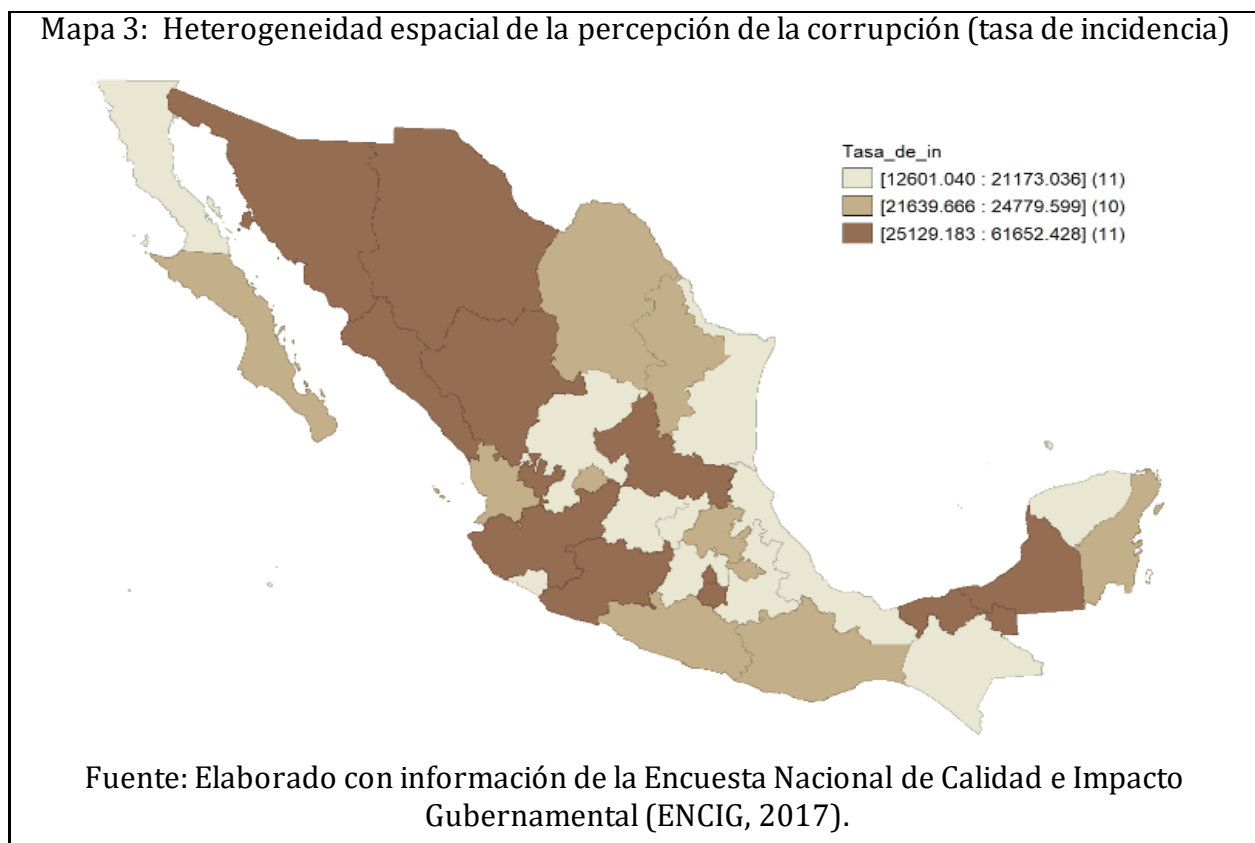 Mapa 3: Heterogeneidad espacial de la percepción de la corrupción (tasa de incidencia)
Tasa_de_in
[12601.040 : 21173.036] (11)
[21639.666 : 24779.599] (10)
[25129.183 : 61652.428] (11)
Fuente: Elaborado con información de la Encuesta Nacional de Calidad e Impacto
Gubernamental (ENCIG, 2017).